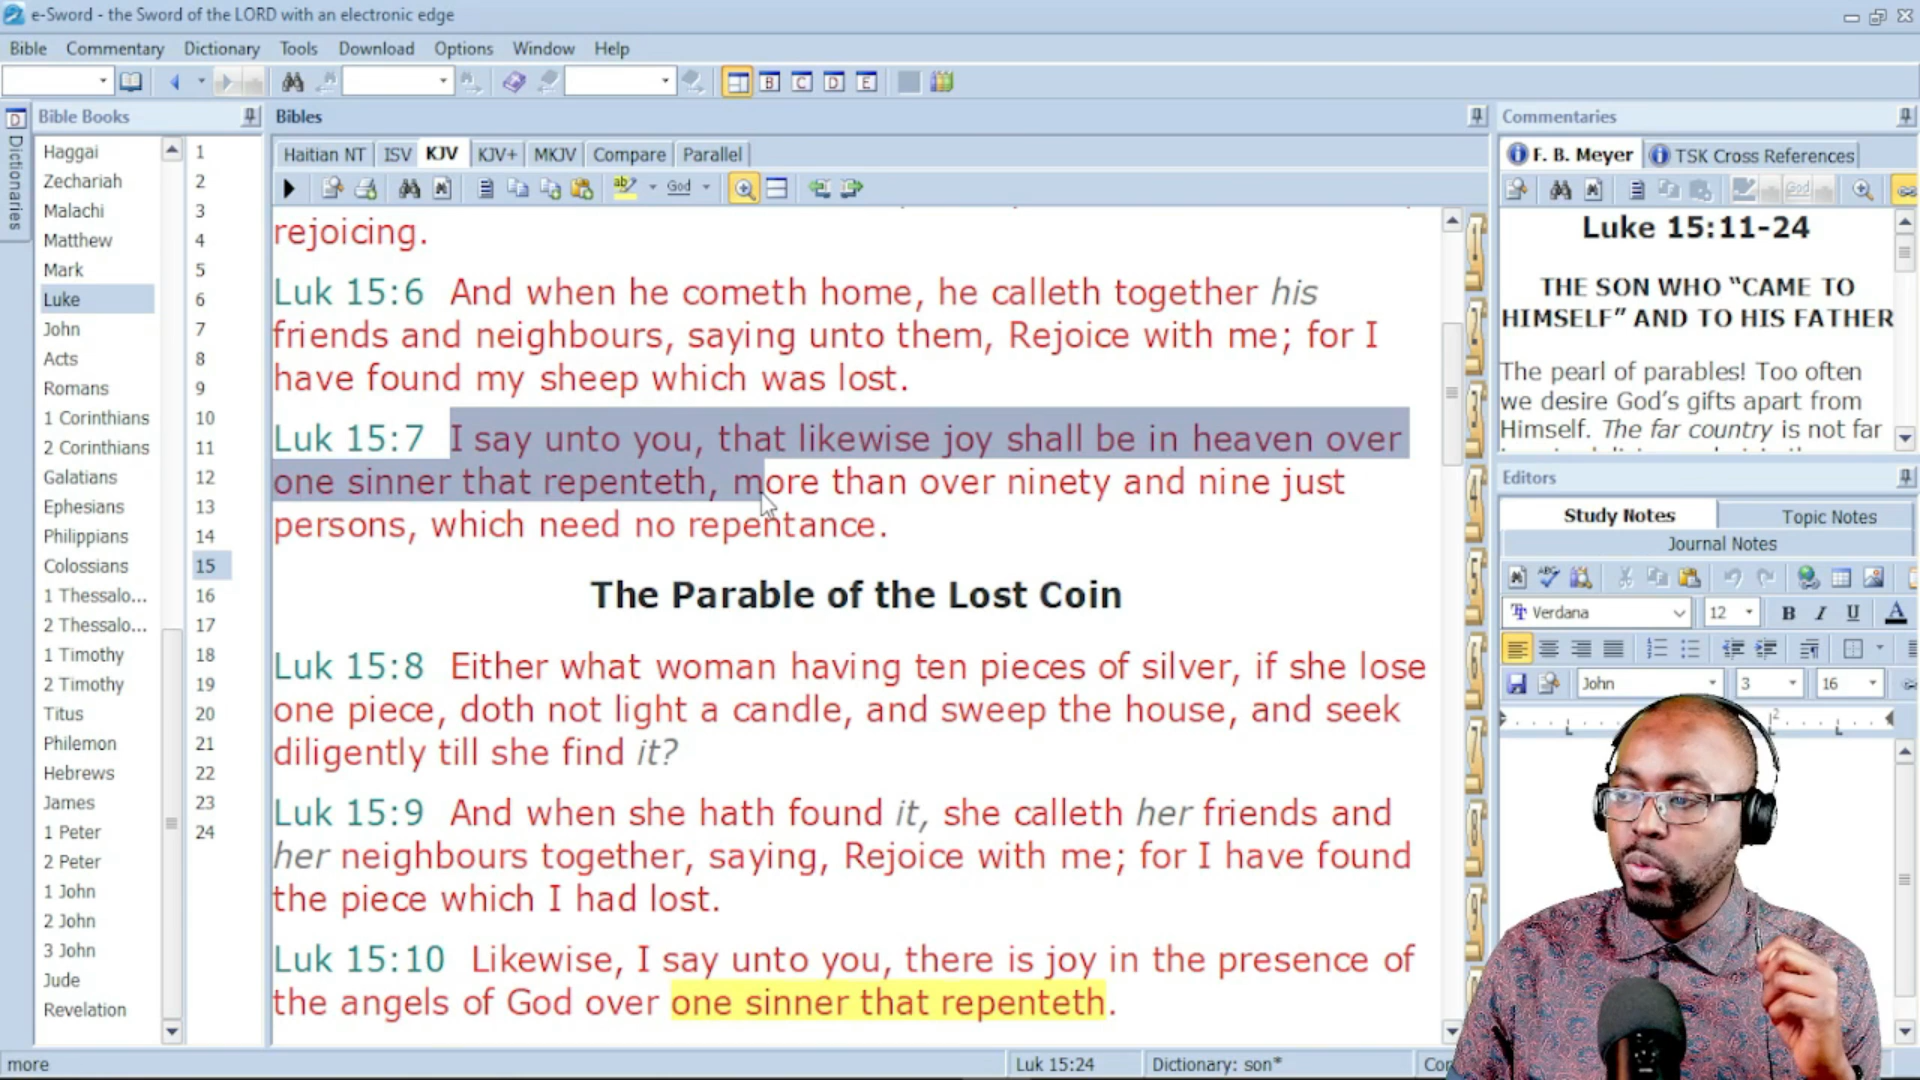 e-Sword - the Sword of the LORD with an electronic edge
Bible Commentary Dictionary Tools Download Options Window Help
B C D E
D Dictionaries
Bible Books
Haggai
Zechariah
Malachi
Matthew
Mark
Luke
John
Acts
Romans
1 Corinthians
2 Corinthians
Galatians
Ephesians
Philippians
Colossians
1 Thessalo...
2 Thessalo...
1 Timothy
2 Timothy
Titus
Philemon
Hebrews
James
1 Peter
2 Peter
1 John
2 John
3 John
Jude
Revelation
1
2
3
4
5
6
7
8
9
10
11
12
13
14
15
16
17
18
19
20
21
22
23
24
Bibles
Haitian NT ISV KJV KJV+ MKJV Compare Parallel
ab God
rejoicing.
Luk 15:6 And when he cometh home, he calleth together his
friends and neighbours, saying unto them, Rejoice with me; for I
have found my sheep which was lost.
Luk 15:7 I say unto you, that likewise joy shall be in heaven over
one sinner that repenteth, more than over ninety and nine just
persons, which need no repentance.
The Parable of the Lost Coin
Luk 15:8 Either what woman having ten pieces of silver, if she lose
one piece, doth not light a candle, and sweep the house, and seek
diligently till she find it?
Luk 15:9 And when she hath found it, she calleth her friends and
her neighbours together, saying, Rejoice with me; for I have found
the piece which I had lost.
Luk 15:10 Likewise, I say unto you, there is joy in the presence of
the angels of God over one sinner that repenteth.
1
2
3
4
5
6
7
8
9
Commentaries
F. B. Meyer TSK Cross References
God
Luke 15:11-24
THE SON WHO “CAME TO
HIMSELF” AND TO HIS FATHER
The pearl of parables! Too often
we desire God’s gifts apart from
Himself. The far country is not far
Editors
Study Notes Topic Notes
Journal Notes
ABC
Verdana 12 B I U A
John 3 16
2
more Luk 15:24 Dictionary: son*